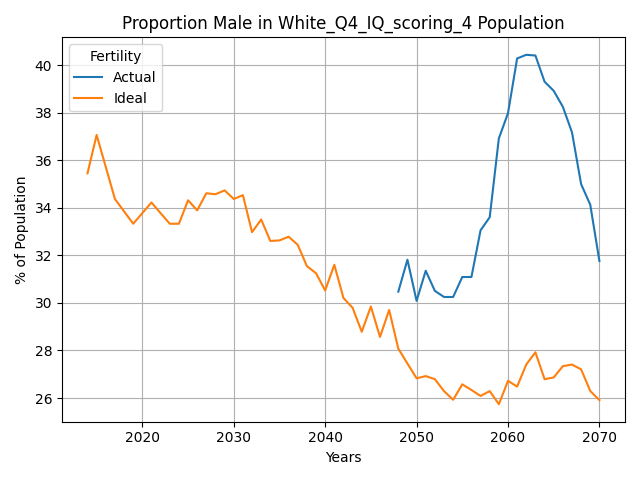 Proportion Male in White_Q4_IQ_scoring_4 Population
Fertility
Actual
Ideal
% of Population
40
38
36
34
32
30
28
26
2020
2030
2040
2050
2060
2070
Years